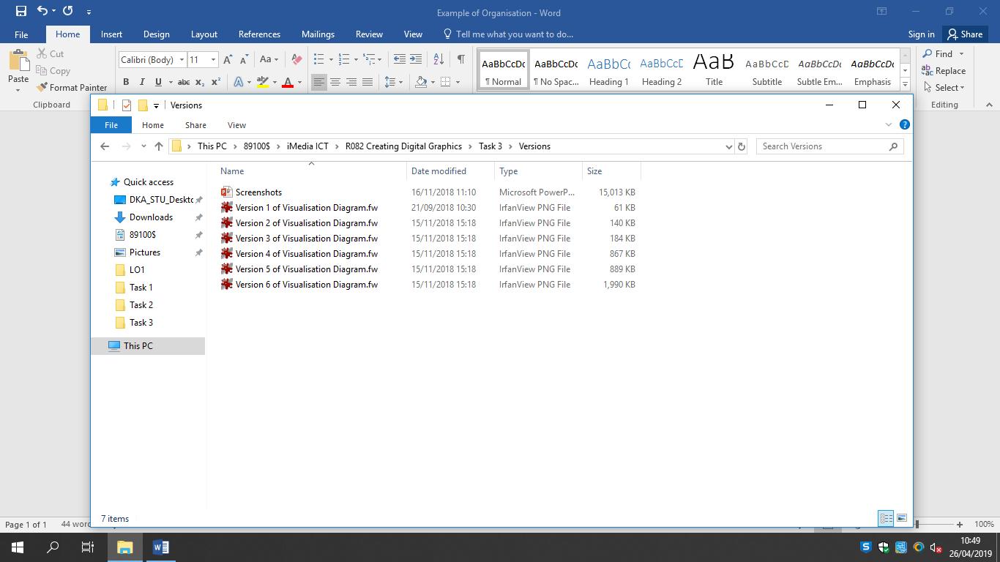 Example of Organisation - Word
File Home Insert Design Layout References Mailings Review View Tell me what you want to do... Sign in Share
Cut
Copy
Format Painter
Paste
Clipboard
Calibri (Body) 11 Aa
B I U abc x₂ x² A A
AaBbCcDc AaBbCcDc AaBbCc AaBbCcD AaB AaBbCcD AaBbCcDc AaBbCcDc
¶ Normal ¶ No Spac... Heading 1 Heading 2 Title Subtitle Subtle Em... Emphasis
Find
Replace
Select
Editing
Versions
File Home Share View
This PC 89100$ iMedia ICT R082 Creating Digital Graphics Task 3 Versions
Search Versions
Quick access
DKA_STU_Deskto
Downloads
89100$
Pictures
LO1
Task 1
Task 2
Task 3
This PC
Name Date modified Type Size
Screenshots 16/11/2018 11:10 Microsoft PowerP... 15,013 KB
Version 1 of Visualisation Diagram.fw 21/09/2018 10:30 IrfanView PNG File 61 KB
Version 2 of Visualisation Diagram.fw 15/11/2018 15:18 IrfanView PNG File 140 KB
Version 3 of Visualisation Diagram.fw 15/11/2018 15:18 IrfanView PNG File 184 KB
Version 4 of Visualisation Diagram.fw 15/11/2018 15:18 IrfanView PNG File 867 KB
Version 5 of Visualisation Diagram.fw 15/11/2018 15:18 IrfanView PNG File 889 KB
Version 6 of Visualisation Diagram.fw 15/11/2018 15:18 IrfanView PNG File 1,990 KB
7 items
Page 1 of 1 44 wor 100%
10:49
26/04/2019